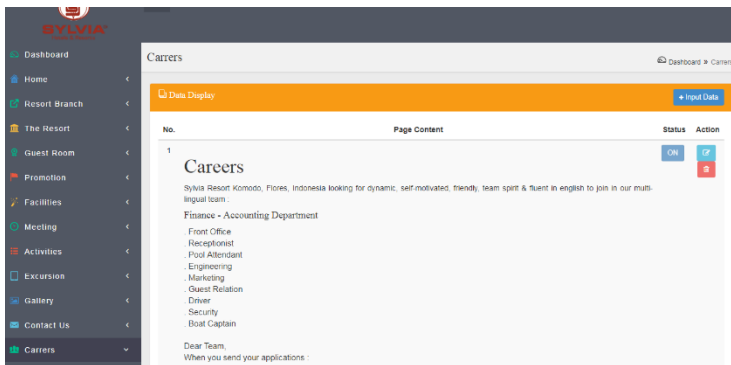 SYLVIA
Dashboard
Home
Resort Branch
The Resort
Guest Room
Promotion
Facilities
Meeting
Activities
Excursion
Gallery
Contact Us
Carrers
Carrers
Dashboard » Carrers
Data Display
+ Input Data
No. Page Content Status Action
1
ON
Careers
Sylvia Resort Komodo, Flores, Indonesia looking for dynamic, self-motivated, friendly, team spirit & fluent in english to join in our multi-
lingual team :
Finance - Accounting Department
. Front Office
. Receptionist
. Pool Attendant
. Engineering
. Marketing
. Guest Relation
. Driver
. Security
. Boat Captain
Dear Team,
When you send your applications :